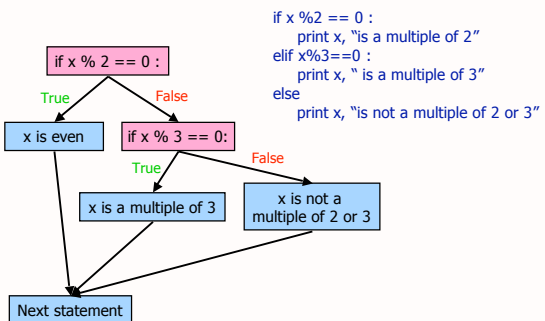 if x %2 == 0 :
print x, “is a multiple of 2”
elif x%3==0 :
print x, “ is a multiple of 3”
else
print x, “is not a multiple of 2 or 3”
if x % 2 == 0 :
True
False
x is even
if x % 3 == 0:
True
False
x is a multiple of 3
x is not a
multiple of 2 or 3
Next statement